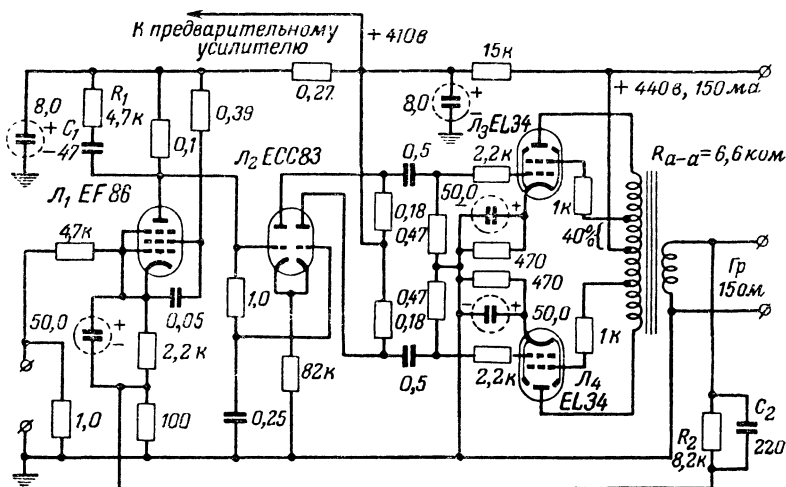 К предварительному
усилителю
+ 410в
15к
+ 440в, 150ма
0,27
R1
4,7к
0,39
8,0
+
−
C1
47
0,1
8,0
+
−
Л3 EL34
Ra-a = 6,6 ком
Л2 ECC83
0,5
2,2к
Л1 EF86
50,0
−
+
1к
0,18
0,47
40%
4,7к
470
Гр
15ом
470
0,47
0,18
−
+
50,0
1,0
0,05
50,0
+
−
2,2к
1к
82к
0,5
2,2к
Л4
EL34
0,25
1,0
100
R2
8,2к
C2
220